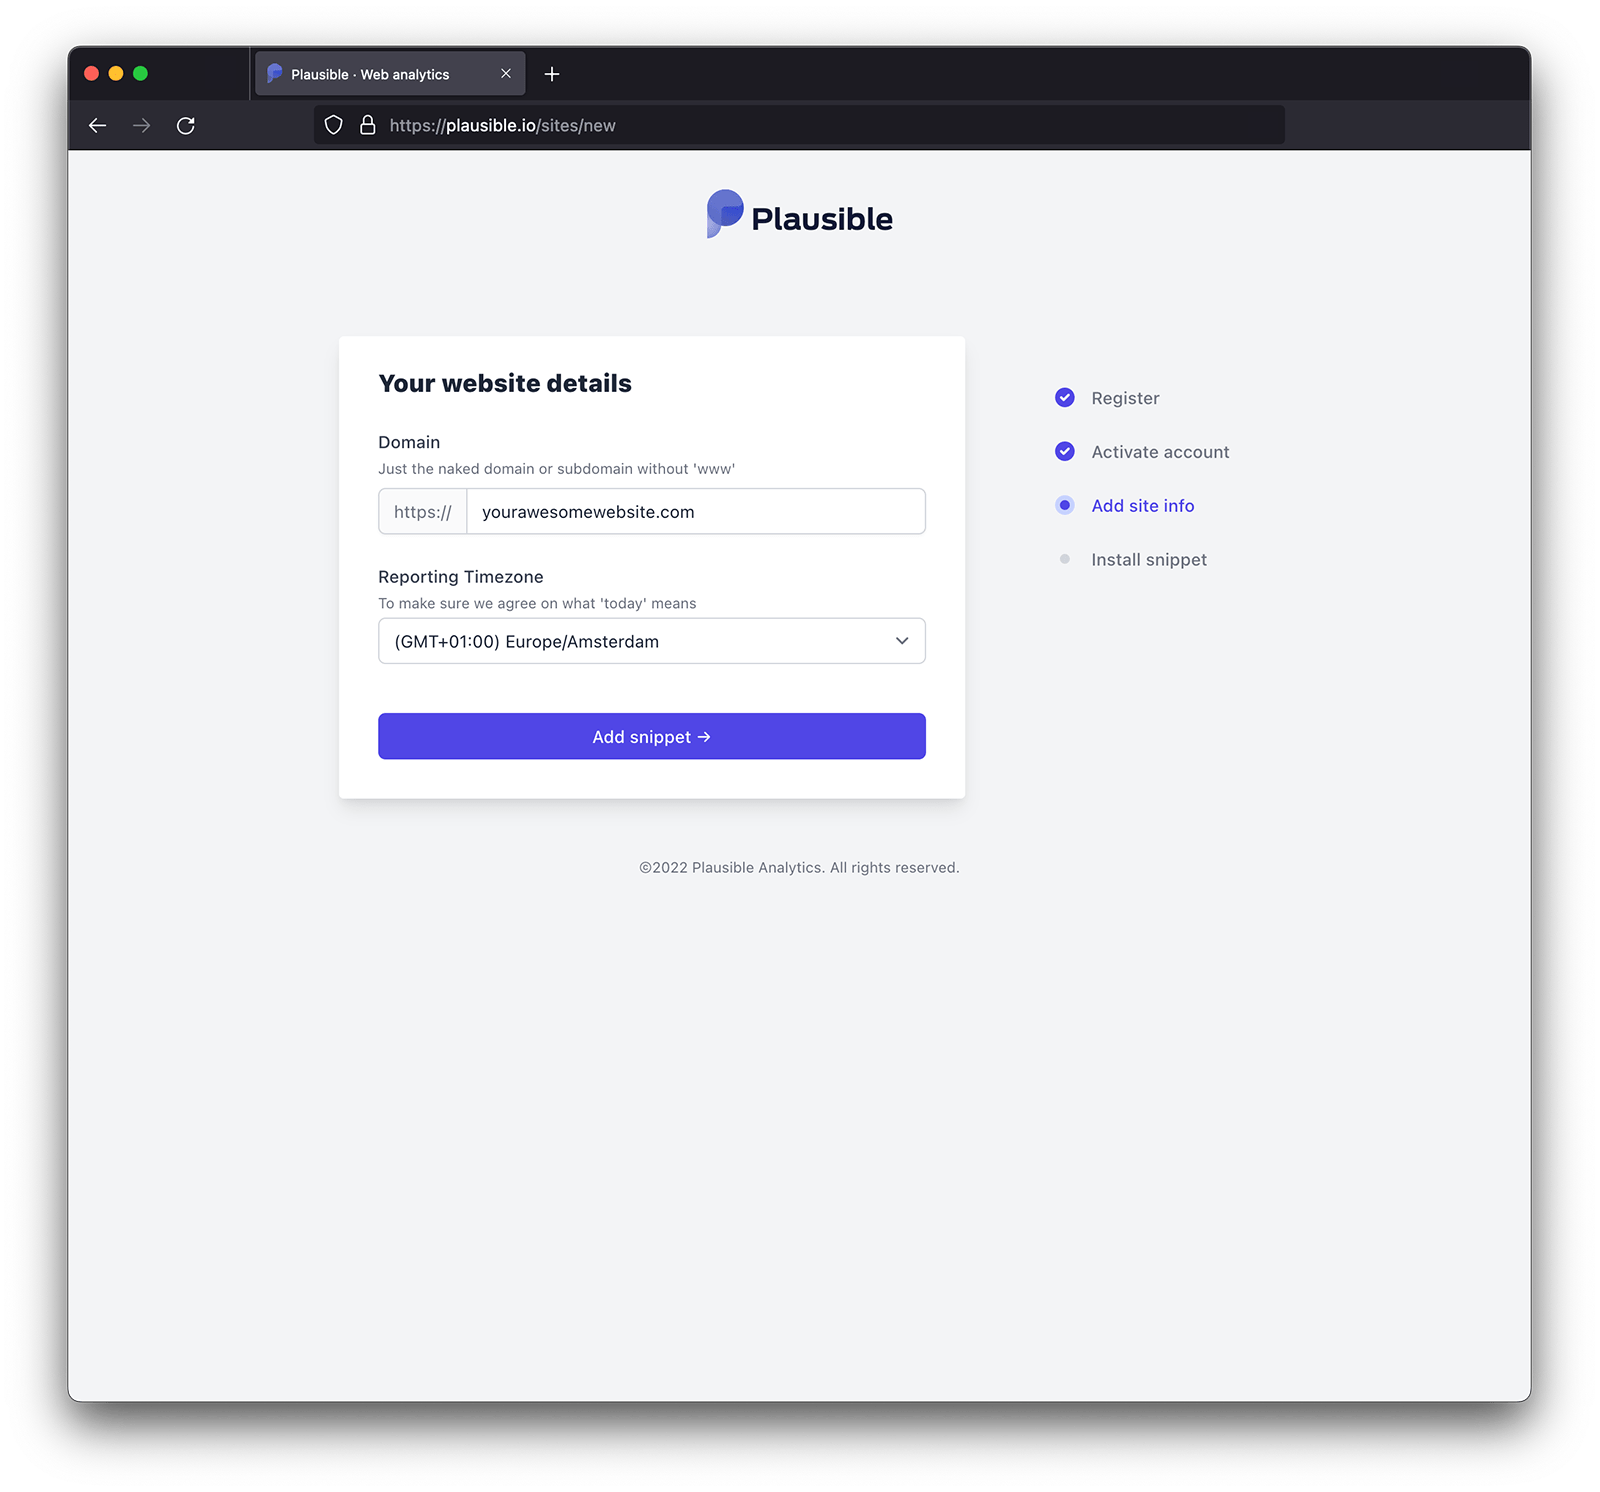 Plausible · Web analytics
https://plausible.io/sites/new
Plausible
Your website details
Domain
Just the naked domain or subdomain without 'www'
https:// yourawesomewebsite.com
Reporting Timezone
To make sure we agree on what 'today' means
(GMT+01:00) Europe/Amsterdam
Add snippet →
Register
Activate account
Add site info
Install snippet
©2022 Plausible Analytics. All rights reserved.